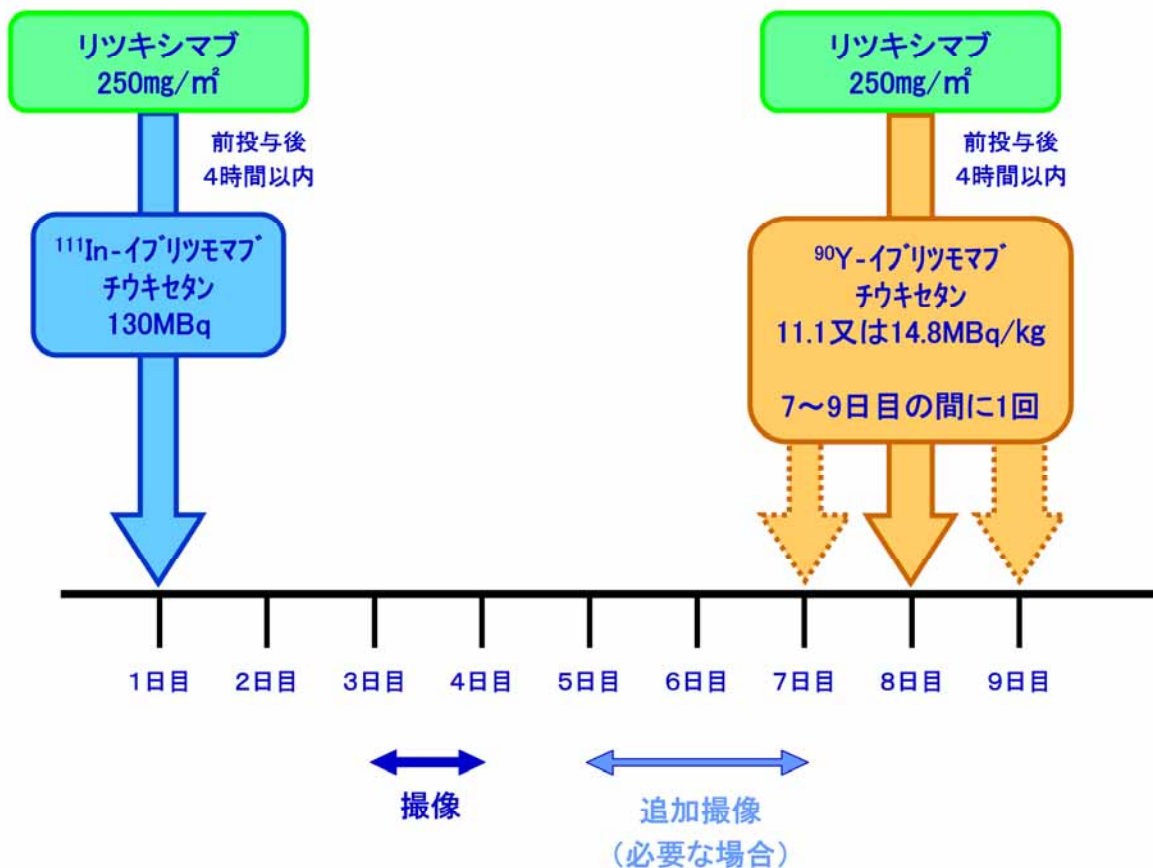 リツキシマブ
250mg/㎡
前投与後
4時間以内
¹¹¹In-ｲﾌﾞﾘﾂﾓﾏﾌﾞ
ﾁｳｷｾﾀﾝ
130MBq
リツキシマブ
250mg/㎡
前投与後
4時間以内
⁹⁰Y-ｲﾌﾞﾘﾂﾓﾏﾌﾞ
ﾁｳｷｾﾀﾝ
11.1又は14.8MBq/kg
7～9日目の間に1回
1日目 2日目 3日目 4日目 5日目 6日目 7日目 8日目 9日目
撮像
追加撮像
（必要な場合）